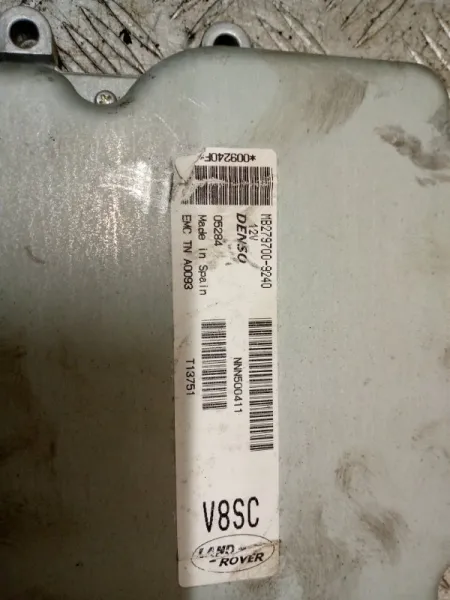 *009240F*
MB279700-9240
12V
DENSO
05284
Made in Spain
EMC TN A0093
NNN500411
T13751
V8SC
LAND
ROVER